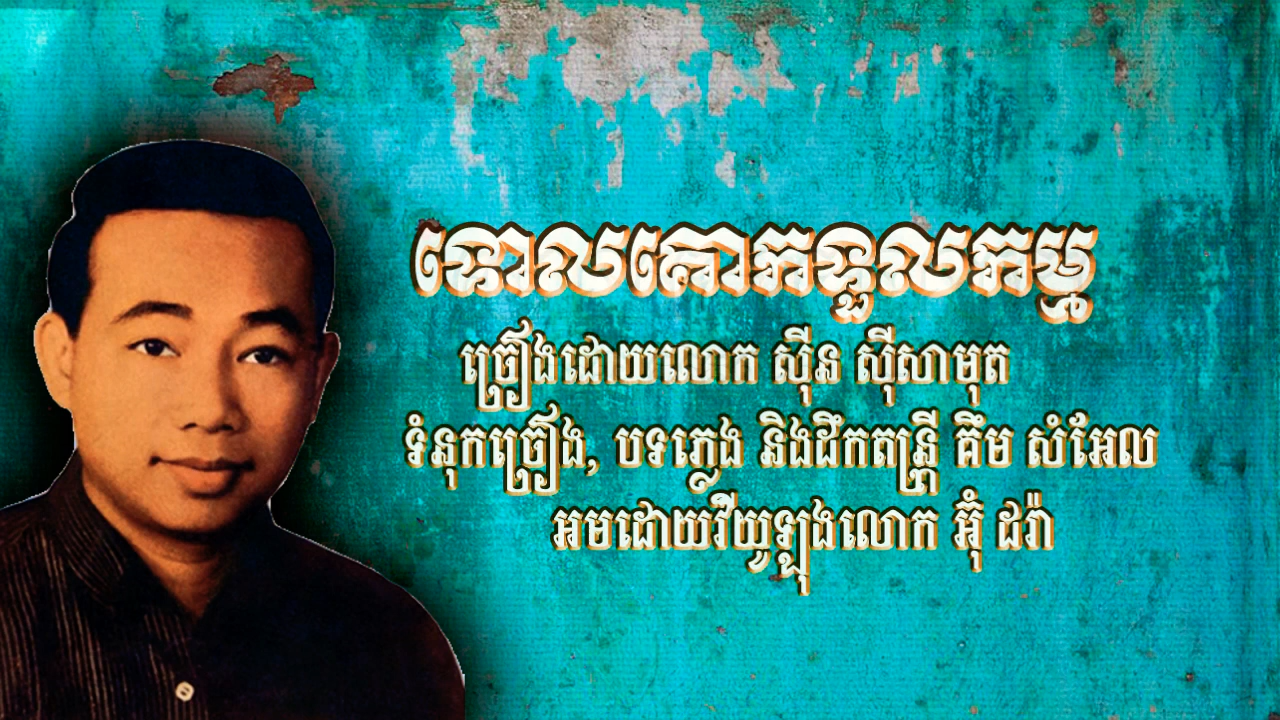 ទោលគោកទួលកម្ម
ច្រៀងដោយលោក ស៊ីន ស៊ីសាមុត
ទំនុកច្រៀង, បទភ្លេង និងដឹកតន្ត្រី គឹម សំអែល
អមដោយវីយូឡុងលោក អ៊ុំ ដរ៉ា